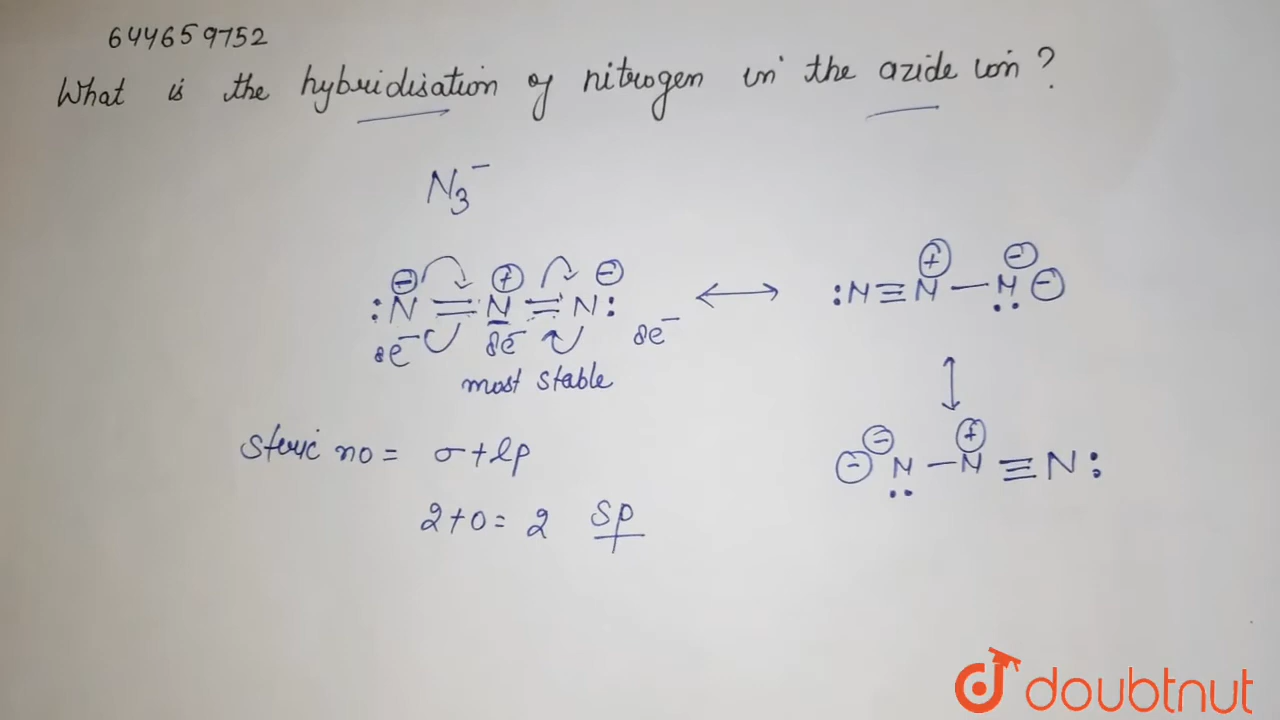 644659752
What is the hybridisation of nitrogen in the azide ion?
N₃⁻
:N⊖ = N⊕ = N⊖: ⟷ :N≡N⊕–N̤⊖⊖
8e⁻ 8e⁻ 8e⁻
most stable
↕
⊖⊖N̤–N⊕≡N:
Steric no = σ+lp
2+0= 2 sp
doubtnut